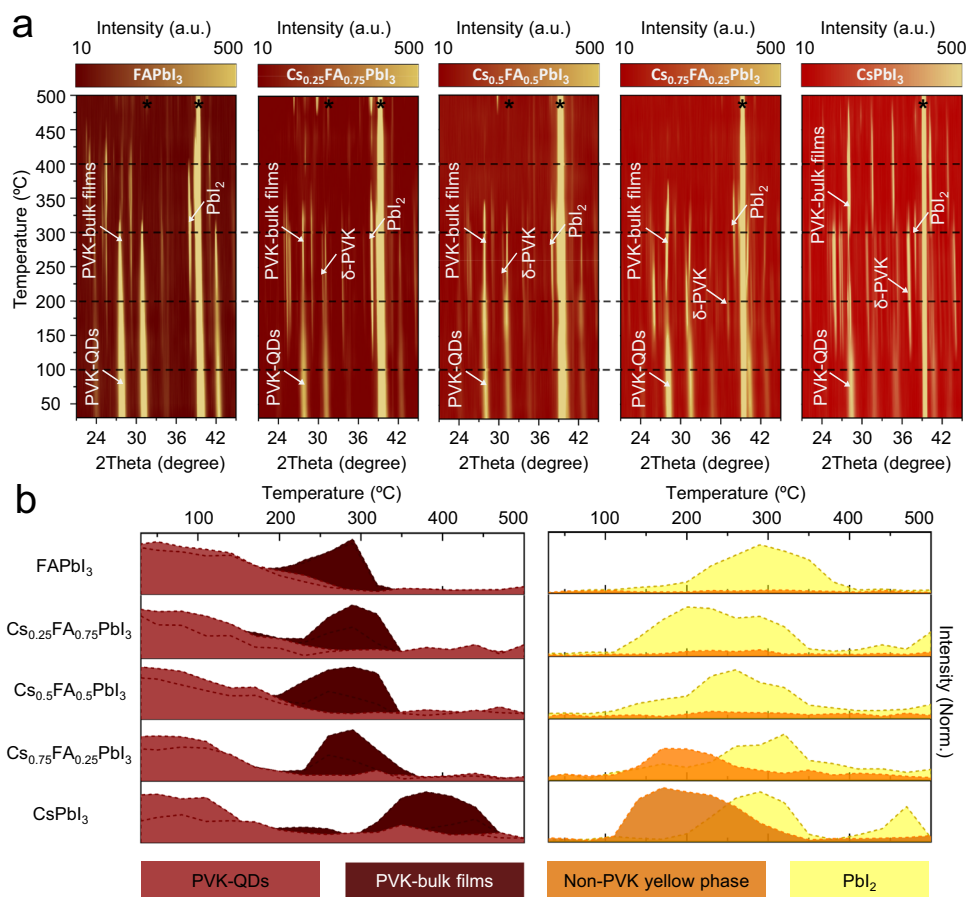 a
Intensity (a.u.) Intensity (a.u.) Intensity (a.u.) Intensity (a.u.) Intensity (a.u.)
10 500 10 500 10 500 10 500 10 500
FAPbI3 Cs0.25FA0.75PbI3 Cs0.5FA0.5PbI3 Cs0.75FA0.25PbI3 CsPbI3
Temperature (ºC)
500
450
400
350
300
250
200
150
100
50
* * * * * * * * 
PVK-bulk films PbI2 PVK-QDs
PVK-bulk films PbI2 δ-PVK PVK-QDs
PVK-bulk films PbI2 δ-PVK PVK-QDs
PVK-bulk films PbI2 δ-PVK PVK-QDs
PVK-bulk films PbI2 δ-PVK PVK-QDs
24 30 36 42 24 30 36 42 24 30 36 42 24 30 36 42 24 30 36 42
2Theta (degree) 2Theta (degree) 2Theta (degree) 2Theta (degree) 2Theta (degree)
b
Temperature (ºC) Temperature (ºC)
100 200 300 400 500 100 200 300 400 500
FAPbI3
Cs0.25FA0.75PbI3
Cs0.5FA0.5PbI3
Cs0.75FA0.25PbI3
CsPbI3
Intensity (Norm.)
PVK-QDs PVK-bulk films Non-PVK yellow phase PbI2